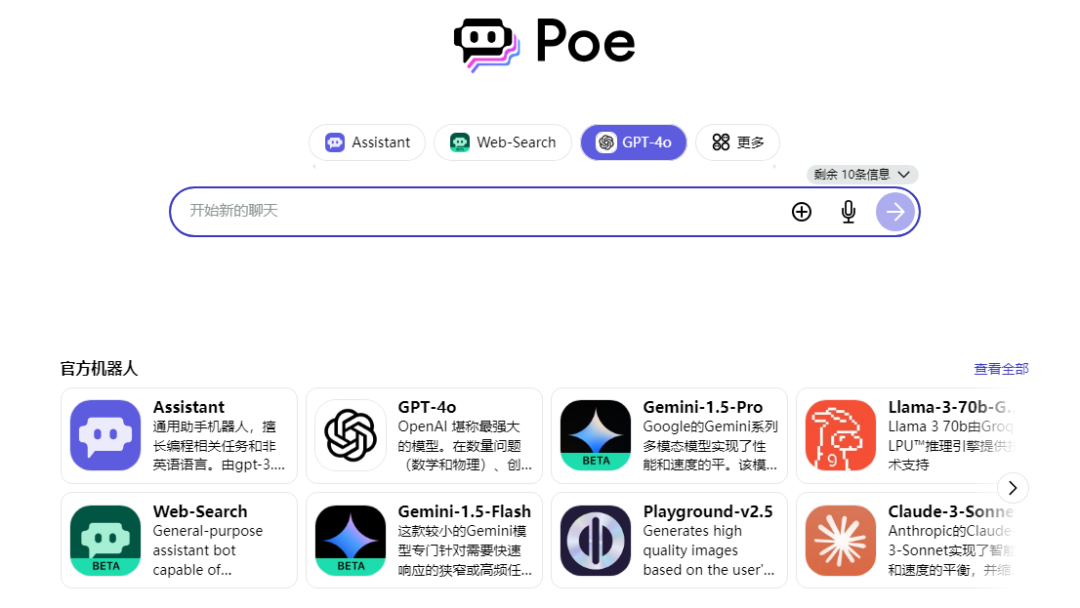 Poe
Assistant
Web-Search
GPT-4o
更多
剩余 10条信息
开始新的聊天
官方机器人
查看全部
Assistant
通用助手机器人，擅
长编程相关任务和非
英语语言。由gpt-3....
GPT-4o
OpenAI 堪称最强大
的模型。在数量问题
（数学和物理）、创...
Gemini-1.5-Pro
Google的Gemini系列
多模态模型实现了性
能和速度的平。该模...
BETA
Llama-3-70b-G...
Llama 3 70b由Groq
LPU™推理引擎提供技
术支持
9
Web-Search
General-purpose
assistant bot
capable of...
BETA
Gemini-1.5-Flash
这款较小的Gemini模
型专门针对需要快速
响应的狭窄或高频任...
BETA
Playground-v2.5
Generates high
quality images
based on the user'...
Claude-3-Sonne
Anthropic的Claude-
3-Sonnet实现了智能
和速度的平衡，并缩